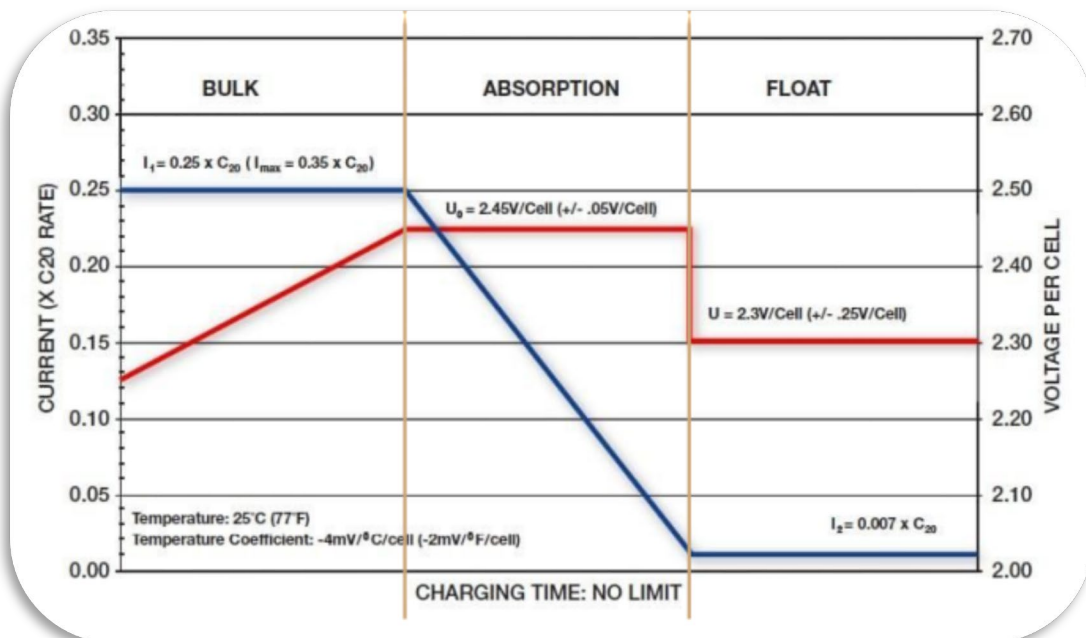 0.35
0.30
0.25
0.20
0.15
0.10
0.05
0.00
CURRENT (X C20 RATE)
BULK
ABSORPTION
FLOAT
I₁= 0.25 x C₂₀ ( Iₘₐₓ = 0.35 x C₂₀)
U₀ = 2.45V/Cell (+/- .05V/Cell)
U = 2.3V/Cell (+/- .25V/Cell)
Temperature: 25°C (77°F)
Temperature Coefficient: -4mV/⁰C/cell (-2mV/⁰F/cell)
I₂= 0.007 x C₂₀
CHARGING TIME: NO LIMIT
2.70
2.60
2.50
2.40
2.30
2.20
2.10
2.00
VOLTAGE PER CELL